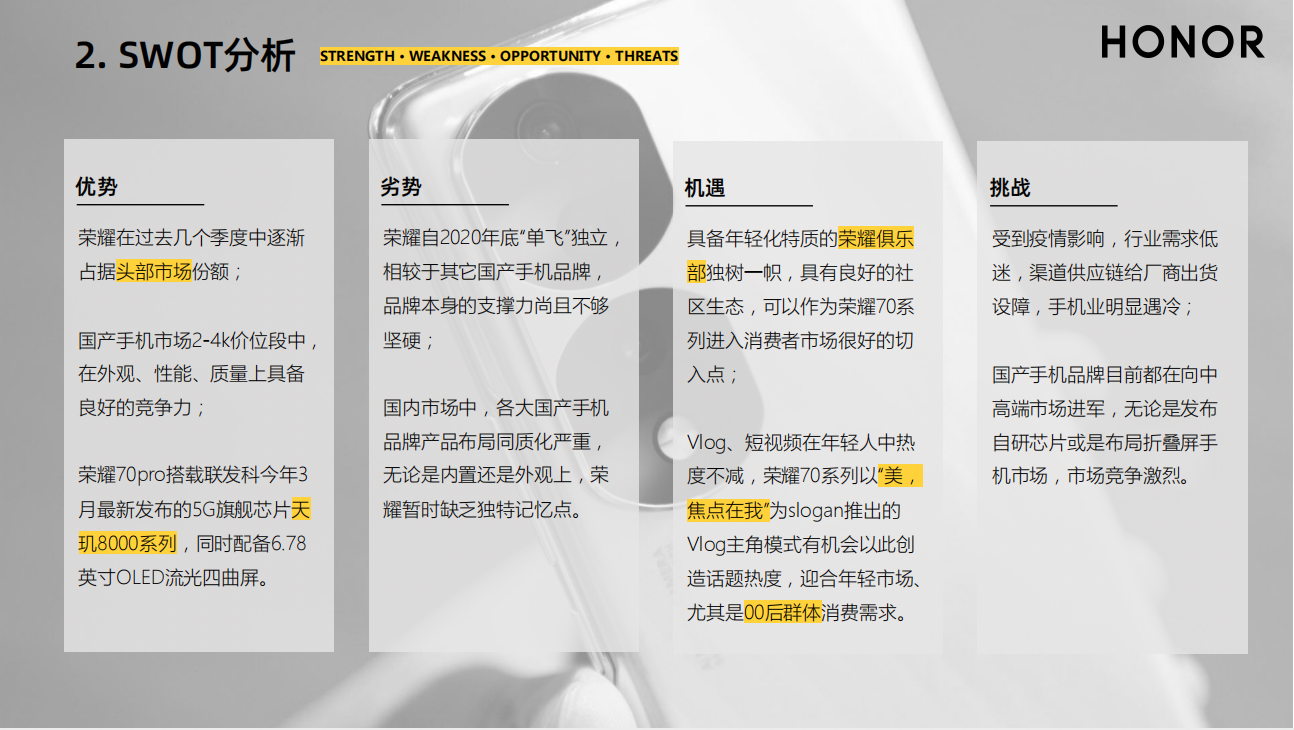 2. SWOT分析
STRENGTH • WEAKNESS • OPPORTUNITY • THREATS
HONOR
优势
荣耀在过去几个季度中逐渐
占据头部市场份额；
国产手机市场2-4k价位段中，
在外观、性能、质量上具备
良好的竞争力；
荣耀70pro搭载联发科今年3
月最新发布的5G旗舰芯片天
玑8000系列，同时配备6.78
英寸OLED流光四曲屏。
劣势
荣耀自2020年底“单飞”独立，
相较于其它国产手机品牌，
品牌本身的支撑力尚且不够
坚硬；
国内市场中，各大国产手机
品牌产品布局同质化严重，
无论是内置还是外观上，荣
耀暂时缺乏独特记忆点。
机遇
具备年轻化特质的荣耀俱乐
部独树一帜，具有良好的社
区生态，可以作为荣耀70系
列进入消费者市场很好的切
入点；
Vlog、短视频在年轻人中热
度不减，荣耀70系列以“美，
焦点在我”为slogan推出的
Vlog主角模式有机会以此创
造话题热度，迎合年轻市场、
尤其是00后群体消费需求。
挑战
受到疫情影响，行业需求低
迷，渠道供应链给厂商出货
设障，手机业明显遇冷；
国产手机品牌目前都在向中
高端市场进军，无论是发布
自研芯片或是布局折叠屏手
机市场，市场竞争激烈。